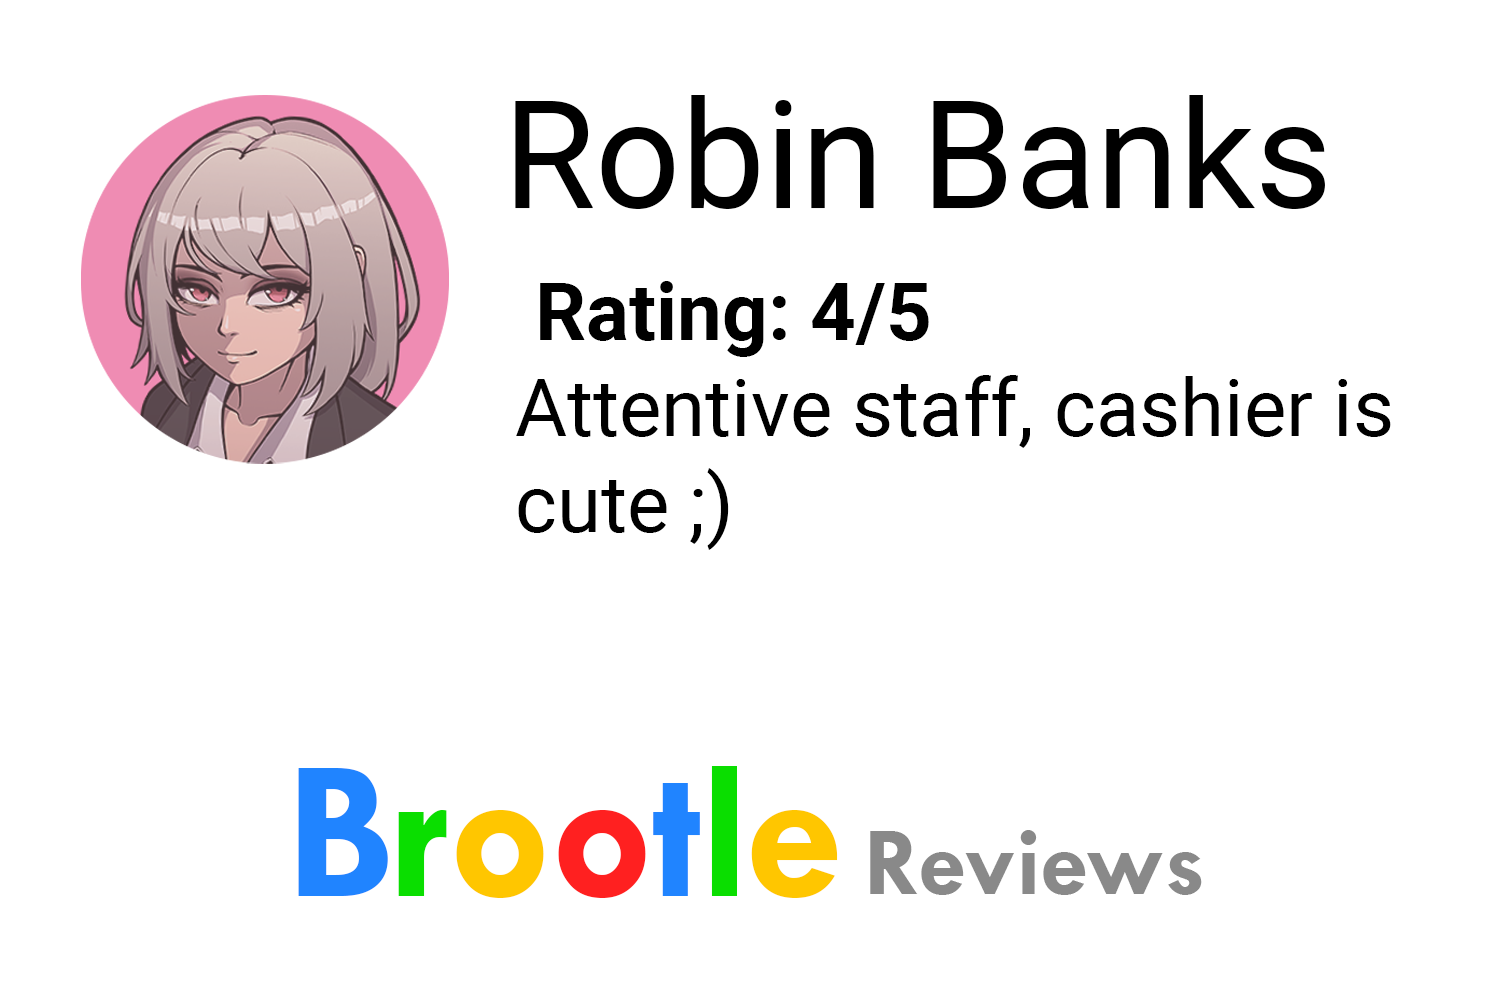 Robin Banks
Rating: 4/5
Attentive staff, cashier is
cute ;)
Brootle Reviews